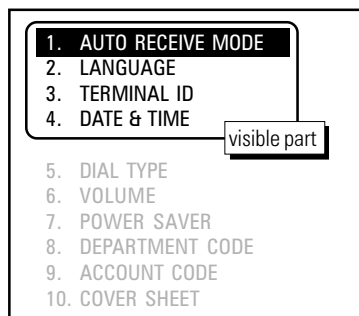 1. AUTO RECEIVE MODE
2. LANGUAGE
3. TERMINAL ID
4. DATE & TIME
visible part
5. DIAL TYPE
6. VOLUME
7. POWER SAVER
8. DEPARTMENT CODE
9. ACCOUNT CODE
10. COVER SHEET